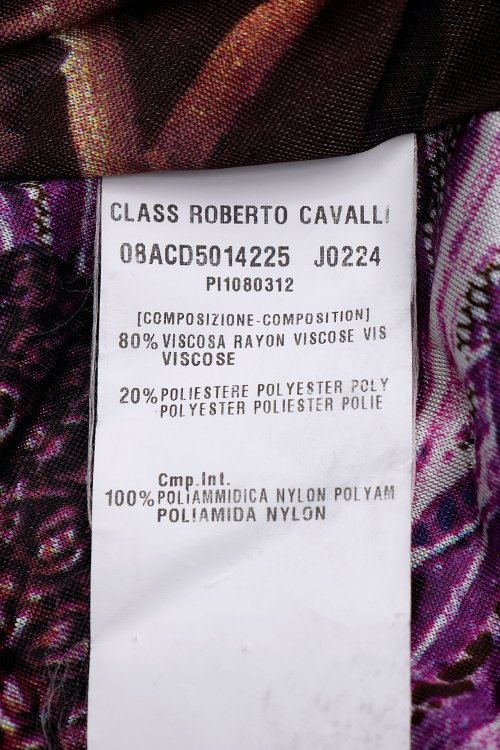 CLASS ROBERTO CAVALLI
08ACD5014225 J0224
PI1080312
[COMPOSIZIONE-COMPOSITION]
80% VISCOSA RAYON VISCOSE VIS
VISCOSE
20% POLIESTERE POLYESTER POLY
POLYESTER POLIESTER POLIE
Cmp.Int.
100% POLIAMMIDICA NYLON POLYAM
POLIAMIDA NYLON